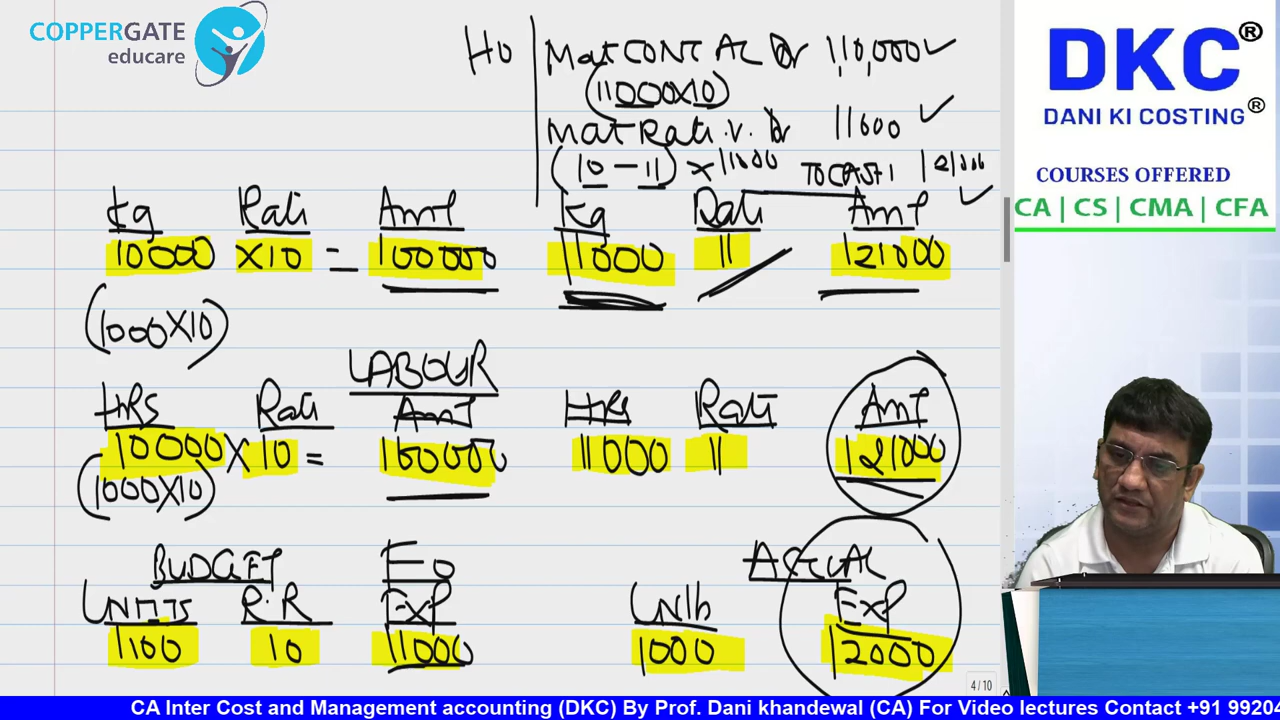 COPPERGATE
educare
HO
Mat CONT AC Dr 1,10,000 ✓
(11000×10)
Mat Rate.V. Dr 11000 ✓
(10-11) × 11000 TO CASH 121000 ✓
Kg Rate Amt Kg Rate Amt
10000 ×10 = 100000 11000 11 121000
(1000×10)
LABOUR
HRS Rate Amt HRS Rate Amt
10000 × 10 = 100000 11000 11 121000
(1000×10)
BUDGET Fo ACTUAL
UNITS R.R Exp Units Exp
1100 10 11000 1000 12000
4/10
DKC®
DANI KI COSTING®
COURSES OFFERED
CA | CS | CMA | CFA
CA Inter Cost and Management accounting (DKC) By Prof. Dani khandewal (CA) For Video lectures Contact +91 99204